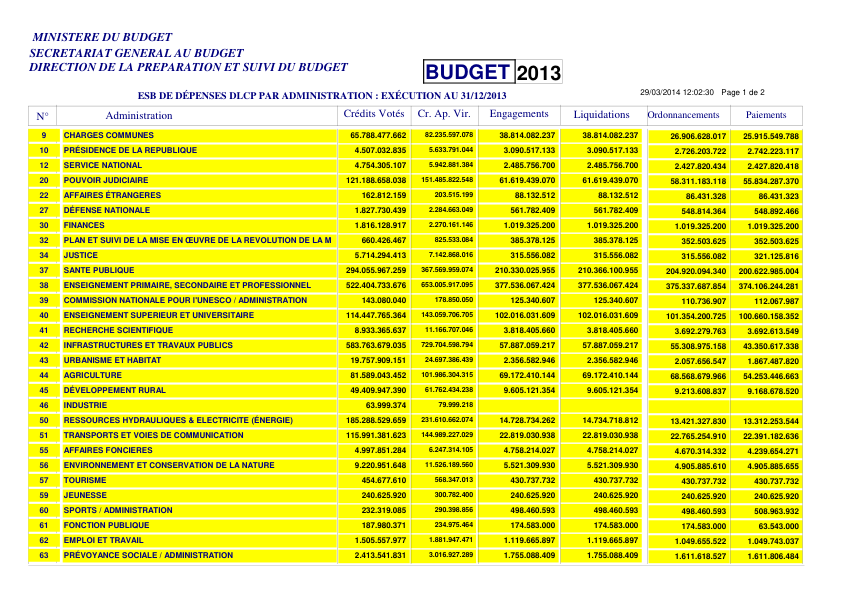 MINISTERE DU BUDGET
SECRETARIAT GENERAL AU BUDGET
DIRECTION DE LA PREPARATION ET SUIVI DU BUDGET
BUDGET 2013
ESB DE DÉPENSES DLCP PAR ADMINISTRATION : EXÉCUTION AU 31/12/2013
29/03/2014 12:02:30 Page 1 de 2
N° Administration Crédits Votés Cr. Ap. Vir. Engagements Liquidations Ordonnancements Paiements
9 CHARGES COMMUNES 65.788.477.662 82.235.597.078 38.814.082.237 38.814.082.237 26.906.628.017 25.915.549.788
10 PRÉSIDENCE DE LA REPUBLIQUE 4.507.032.835 5.633.791.044 3.090.517.133 3.090.517.133 2.726.203.722 2.742.223.117
12 SERVICE NATIONAL 4.754.305.107 5.942.881.384 2.485.756.700 2.485.756.700 2.427.820.434 2.427.820.418
20 POUVOIR JUDICIAIRE 121.188.658.038 151.485.822.548 61.619.439.070 61.619.439.070 58.311.183.118 55.834.287.370
22 AFFAIRES ÉTRANGERES 162.812.159 203.515.199 88.132.512 88.132.512 86.431.328 86.431.323
27 DÉFENSE NATIONALE 1.827.730.439 2.284.663.049 561.782.409 561.782.409 548.814.364 548.892.466
30 FINANCES 1.816.128.917 2.270.161.146 1.019.325.200 1.019.325.200 1.019.325.200 1.019.325.200
32 PLAN ET SUIVI DE LA MISE EN ŒUVRE DE LA REVOLUTION DE LA M 660.426.467 825.533.084 385.378.125 385.378.125 352.503.625 352.503.625
34 JUSTICE 5.714.294.413 7.142.868.016 315.556.082 315.556.082 315.556.082 321.125.816
37 SANTE PUBLIQUE 294.055.967.259 367.569.959.074 210.330.025.955 210.366.100.955 204.920.094.340 200.622.985.004
38 ENSEIGNEMENT PRIMAIRE, SECONDAIRE ET PROFESSIONNEL 522.404.733.676 653.005.917.095 377.536.067.424 377.536.067.424 375.337.687.854 374.106.244.281
39 COMMISSION NATIONALE POUR l'UNESCO / ADMINISTRATION 143.080.040 178.850.050 125.340.607 125.340.607 110.736.907 112.067.987
40 ENSEIGNEMENT SUPERIEUR ET UNIVERSITAIRE 114.447.765.364 143.059.706.705 102.016.031.609 102.016.031.609 101.354.200.725 100.660.158.352
41 RECHERCHE SCIENTIFIQUE 8.933.365.637 11.166.707.046 3.818.405.660 3.818.405.660 3.692.279.763 3.692.613.549
42 INFRASTRUCTURES ET TRAVAUX PUBLICS 583.763.679.035 729.704.598.794 57.887.059.217 57.887.059.217 55.308.975.158 43.350.617.338
43 URBANISME ET HABITAT 19.757.909.151 24.697.386.439 2.356.582.946 2.356.582.946 2.057.656.547 1.867.487.820
44 AGRICULTURE 81.589.043.452 101.986.304.315 69.172.410.144 69.172.410.144 68.568.679.966 54.253.446.663
45 DÉVELOPPEMENT RURAL 49.409.947.390 61.762.434.238 9.605.121.354 9.605.121.354 9.213.608.837 9.168.678.520
46 INDUSTRIE 63.999.374 79.999.218
50 RESSOURCES HYDRAULIQUES & ELECTRICITE (ÉNERGIE) 185.288.529.659 231.610.662.074 14.728.734.262 14.734.718.812 13.421.327.830 13.312.253.544
51 TRANSPORTS ET VOIES DE COMMUNICATION 115.991.381.623 144.989.227.029 22.819.030.938 22.819.030.938 22.765.254.910 22.391.182.636
55 AFFAIRES FONCIERES 4.997.851.284 6.247.314.105 4.758.214.027 4.758.214.027 4.670.314.332 4.239.654.271
56 ENVIRONNEMENT ET CONSERVATION DE LA NATURE 9.220.951.648 11.526.189.560 5.521.309.930 5.521.309.930 4.905.885.610 4.905.885.655
57 TOURISME 454.677.610 568.347.013 430.737.732 430.737.732 430.737.732 430.737.732
59 JEUNESSE 240.625.920 300.782.400 240.625.920 240.625.920 240.625.920 240.625.920
60 SPORTS / ADMINISTRATION 232.319.085 290.398.856 498.460.593 498.460.593 498.460.593 508.963.932
61 FONCTION PUBLIQUE 187.980.371 234.975.464 174.583.000 174.583.000 174.583.000 63.543.000
62 EMPLOI ET TRAVAIL 1.505.557.977 1.881.947.471 1.119.665.897 1.119.665.897 1.049.655.522 1.049.743.037
63 PRÉVOYANCE SOCIALE / ADMINISTRATION 2.413.541.831 3.016.927.289 1.755.088.409 1.755.088.409 1.611.618.527 1.611.806.484